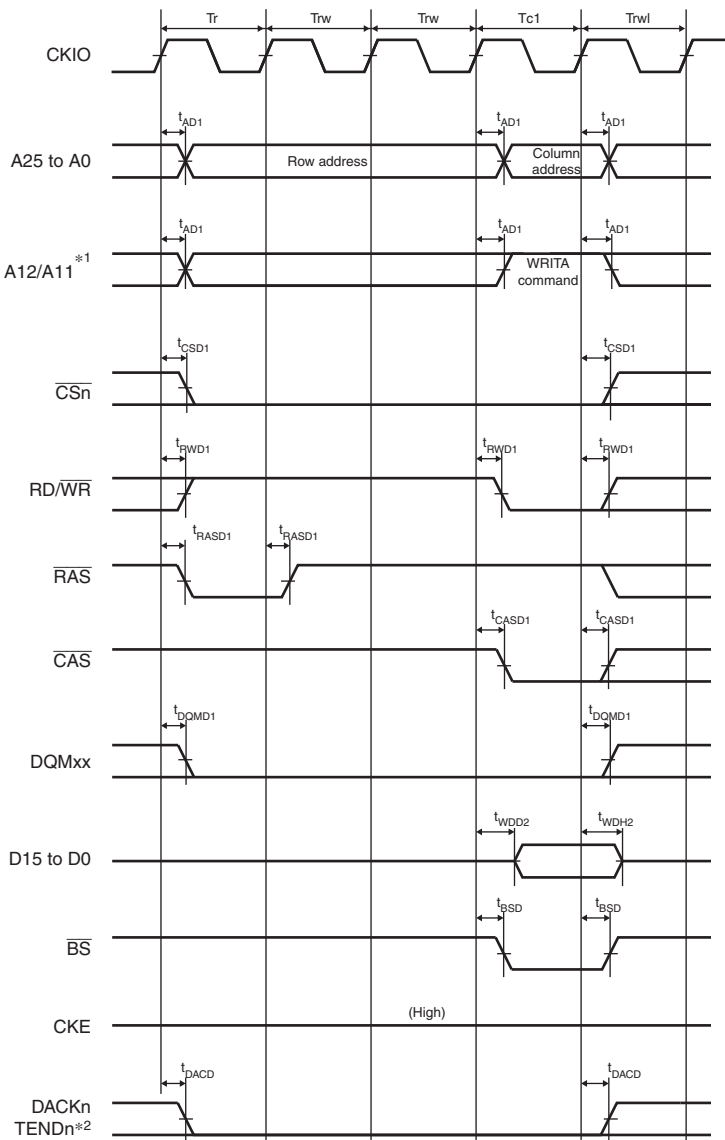 Tr Trw Trw Tc1 Trwl
CKIO
tAD1 tAD1 tAD1
A25 to A0 Row address Column address
tAD1 tAD1 tAD1
A12/A11*1 WRITA command
tCSD1 tCSD1
CSn
tRWD1 tRWD1 tRWD1
RD/WR
tRASD1 tRASD1
RAS
tCASD1 tCASD1
CAS
tDQMD1 tDQMD1
DQMxx
tWDD2 tWDH2
D15 to D0
tBSD tBSD
BS
(High)
CKE
tDACD tDACD
DACKn
TENDn*2